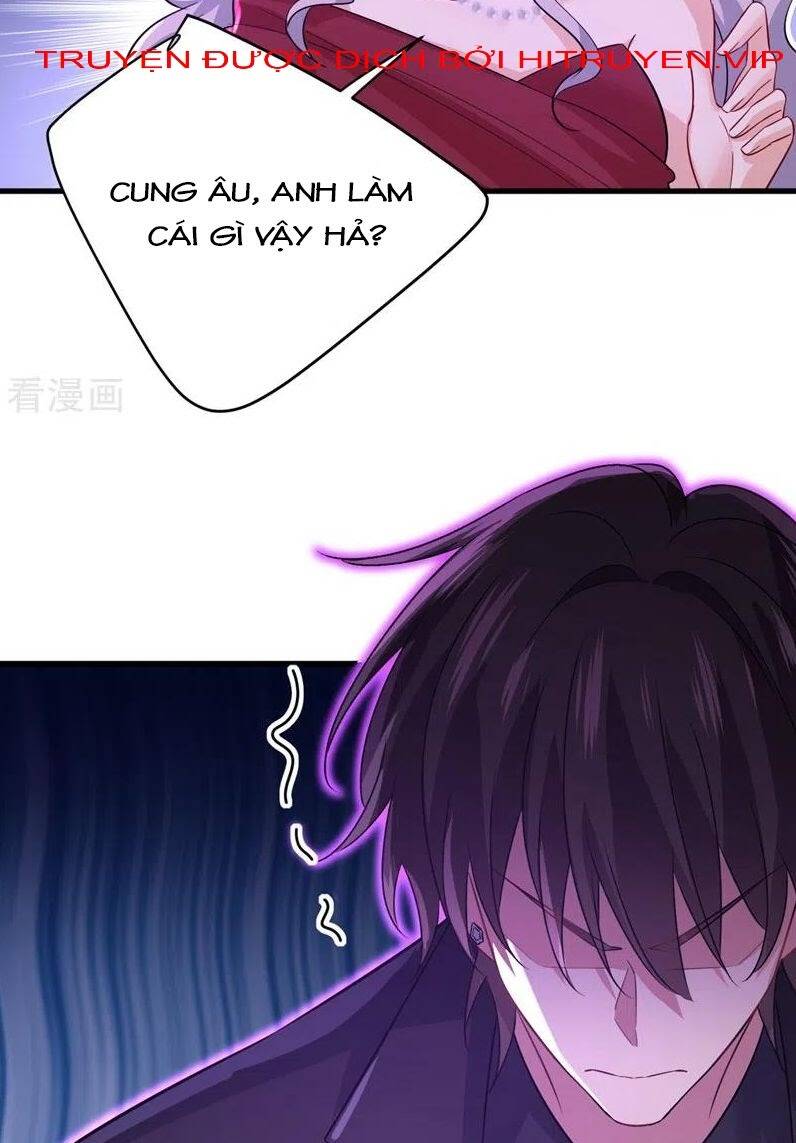 TRUYỆN ĐƯỢC DỊCH BỞI HITRUYEN.VIP
CUNG ÂU, ANH LÀM
CÁI GÌ VẬY HẢ?
看漫画